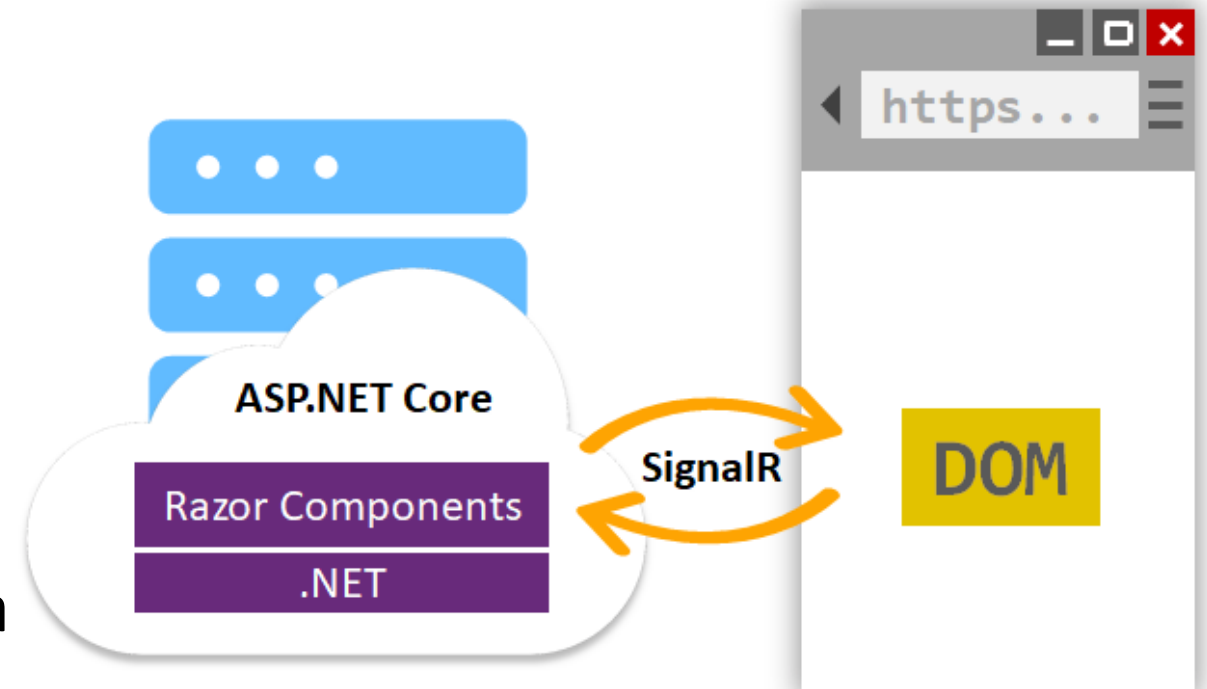 https...
ASP.NET Core
SignalR
DOM
Razor Components
.NET